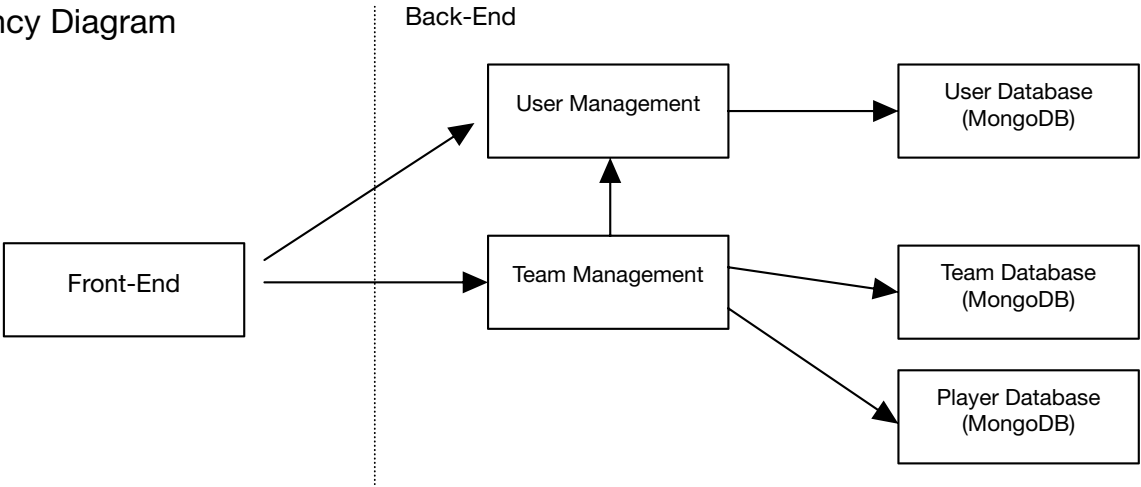 ncy Diagram
Back-End
User Management
User Database
(MongoDB)
Front-End
Team Management
Team Database
(MongoDB)
Player Database
(MongoDB)